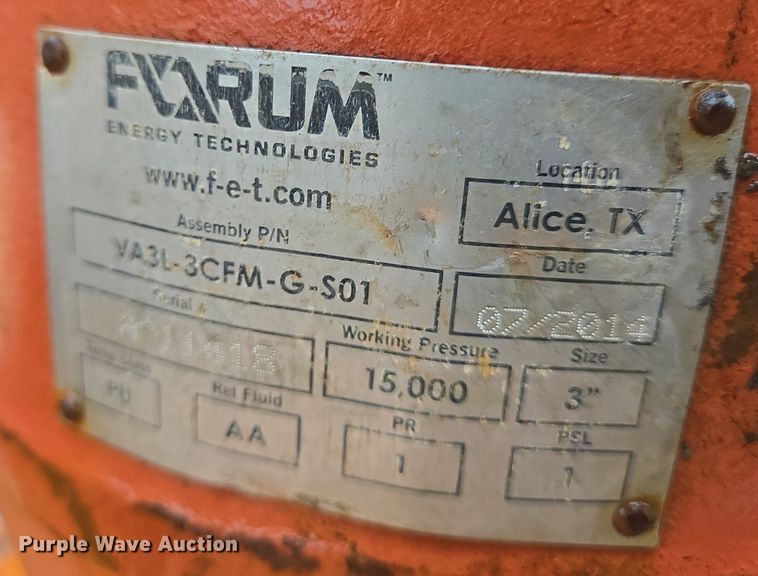 FORUM™
ENERGY TECHNOLOGIES
www.f-e-t.com
Location
Alice, TX
Assembly P/N
VA3L-3CFM-G-S01
Date
07/2014
Serial #
Working Pressure
15,000
Size
3"
PU
Ret Fluid
AA
PR
1
PSL
1
Purple Wave Auction